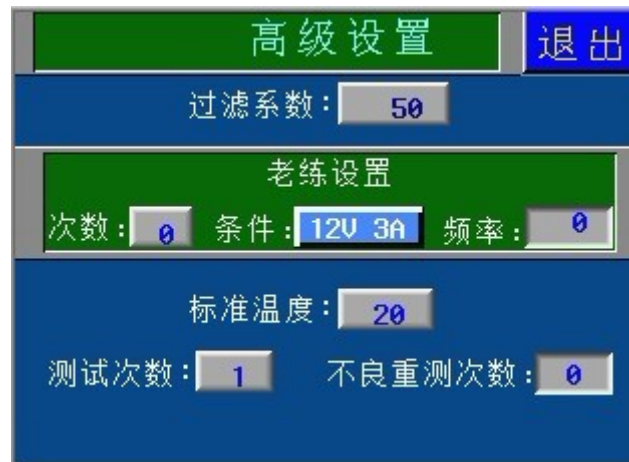 高级设置 退出
过滤系数: 50
老练设置
次数: 0 条件: 12V 3A 频率: 0
标准温度: 20
测试次数: 1 不良重测次数: 0